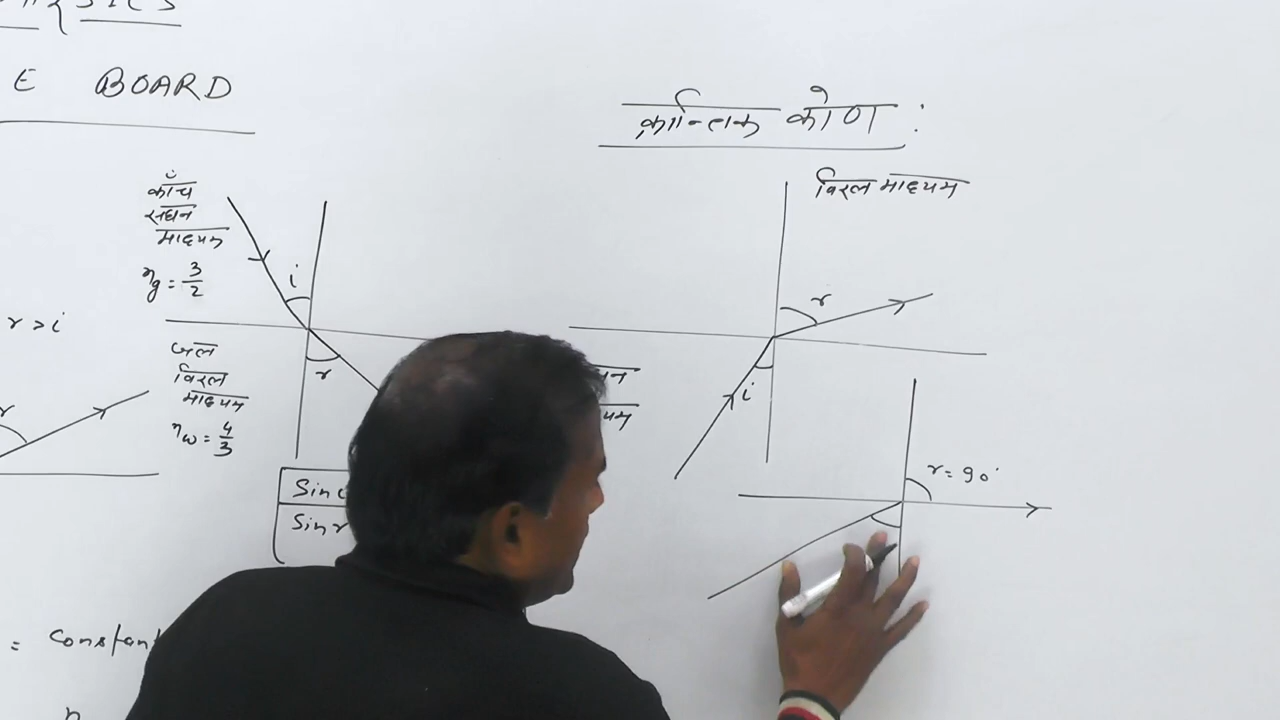 E BOARD
क्रान्तिक कोण :
विरल माध्यम
काँच
सघन
माध्यम
i
ηg = 3/2
r > i
r
जल
विरल
माध्यम
ηw = 4/3
r
r
i
r = 90°
Sin
Sin r
= Constant